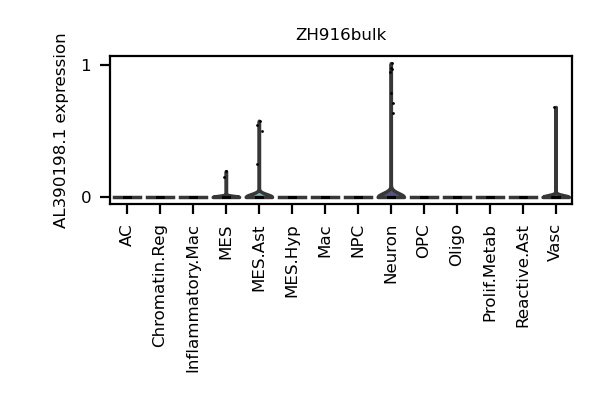 ZH916bulk
AL390198.1 expression
1
0
AC
Chromatin.Reg
Inflammatory.Mac
MES
MES.Ast
MES.Hyp
Mac
NPC
Neuron
OPC
Oligo
Prolif.Metab
Reactive.Ast
Vasc